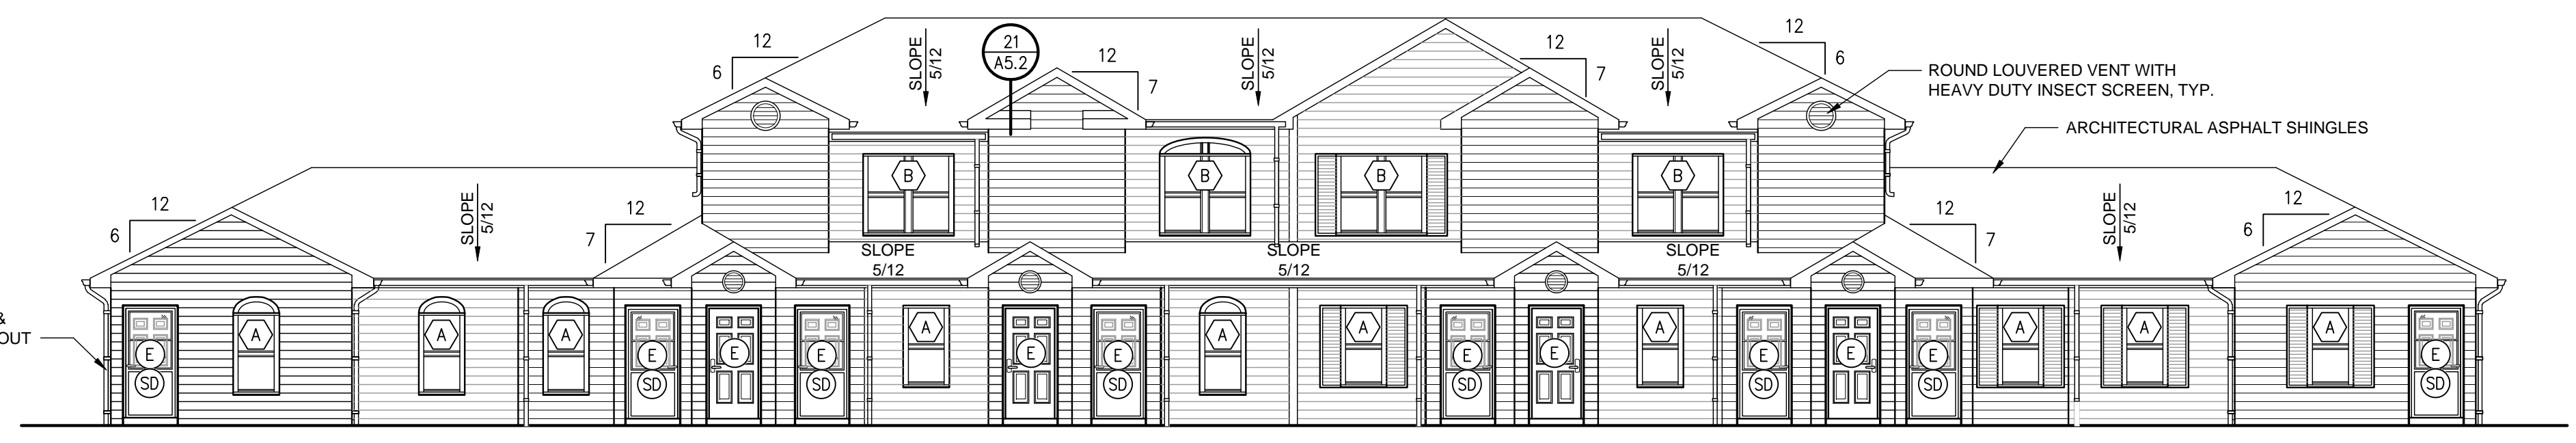 12
6
SLOPE
5/12
21
A5.2
12
7
SLOPE
5/12
12
7
SLOPE
5/12
12
6
ROUND LOUVERED VENT WITH
HEAVY DUTY INSECT SCREEN, TYP.
ARCHITECTURAL ASPHALT SHINGLES
B
B
B
B
12
6
SLOPE
5/12
12
7
SLOPE
5/12
SLOPE
5/12
SLOPE
5/12
12
7
SLOPE
5/12
12
6
&
OUT
E
SD
A
A
A
E
SD
E
E
SD
A
E
E
SD
A
A
E
SD
E
A
E
SD
E
E
SD
A
A
A
E
SD